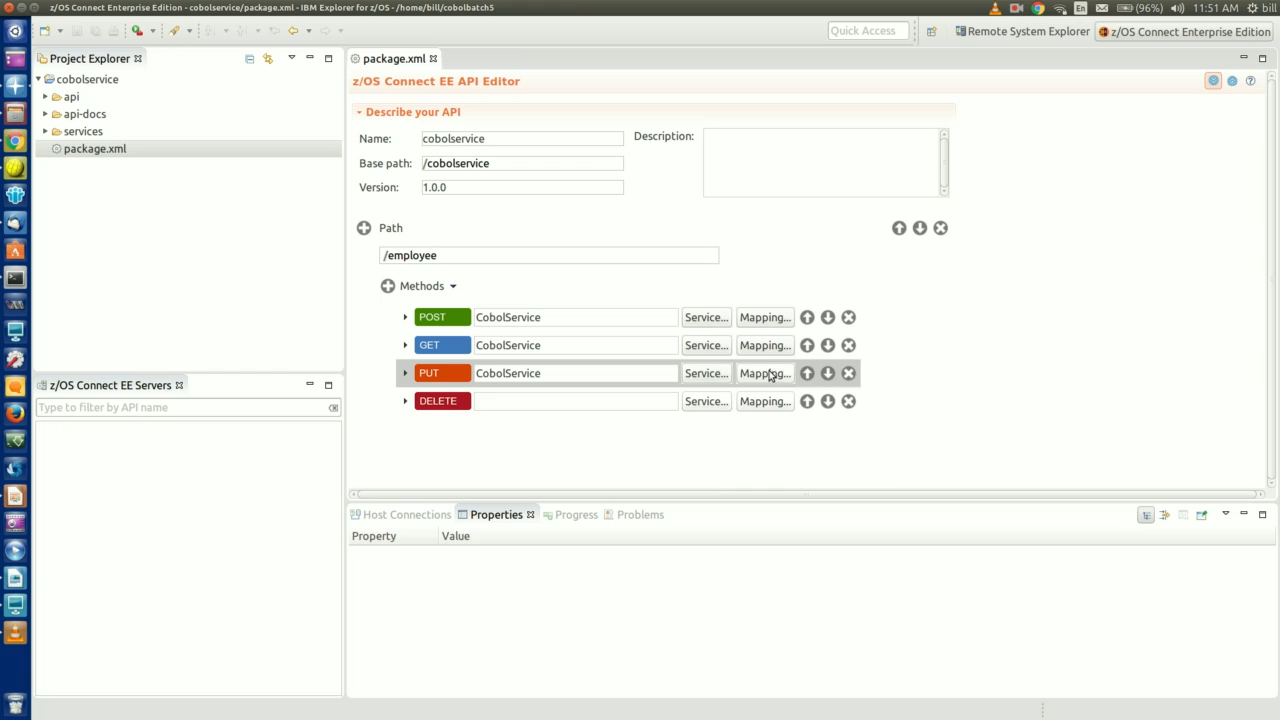 z/OS Connect Enterprise Edition - cobolservice/package.xml - IBM Explorer for z/OS - /home/bill/cobolbatch5
En
(96%)
11:51 AM
bill
Quick Access
Remote System Explorer
z/OS Connect Enterprise Edition
Project Explorer
package.xml
cobolservice
z/OS Connect EE API Editor
api
Describe your API
api-docs
services
Name:
cobolservice
Description:
package.xml
Base path:
/cobolservice
Version:
1.0.0
Path
/employee
Methods
POST CobolService Service... Mapping...
GET CobolService Service... Mapping...
PUT CobolService Service... Mapping...
DELETE Service... Mapping...
z/OS Connect EE Servers
Type to filter by API name
Host Connections Properties Progress Problems
Property Value